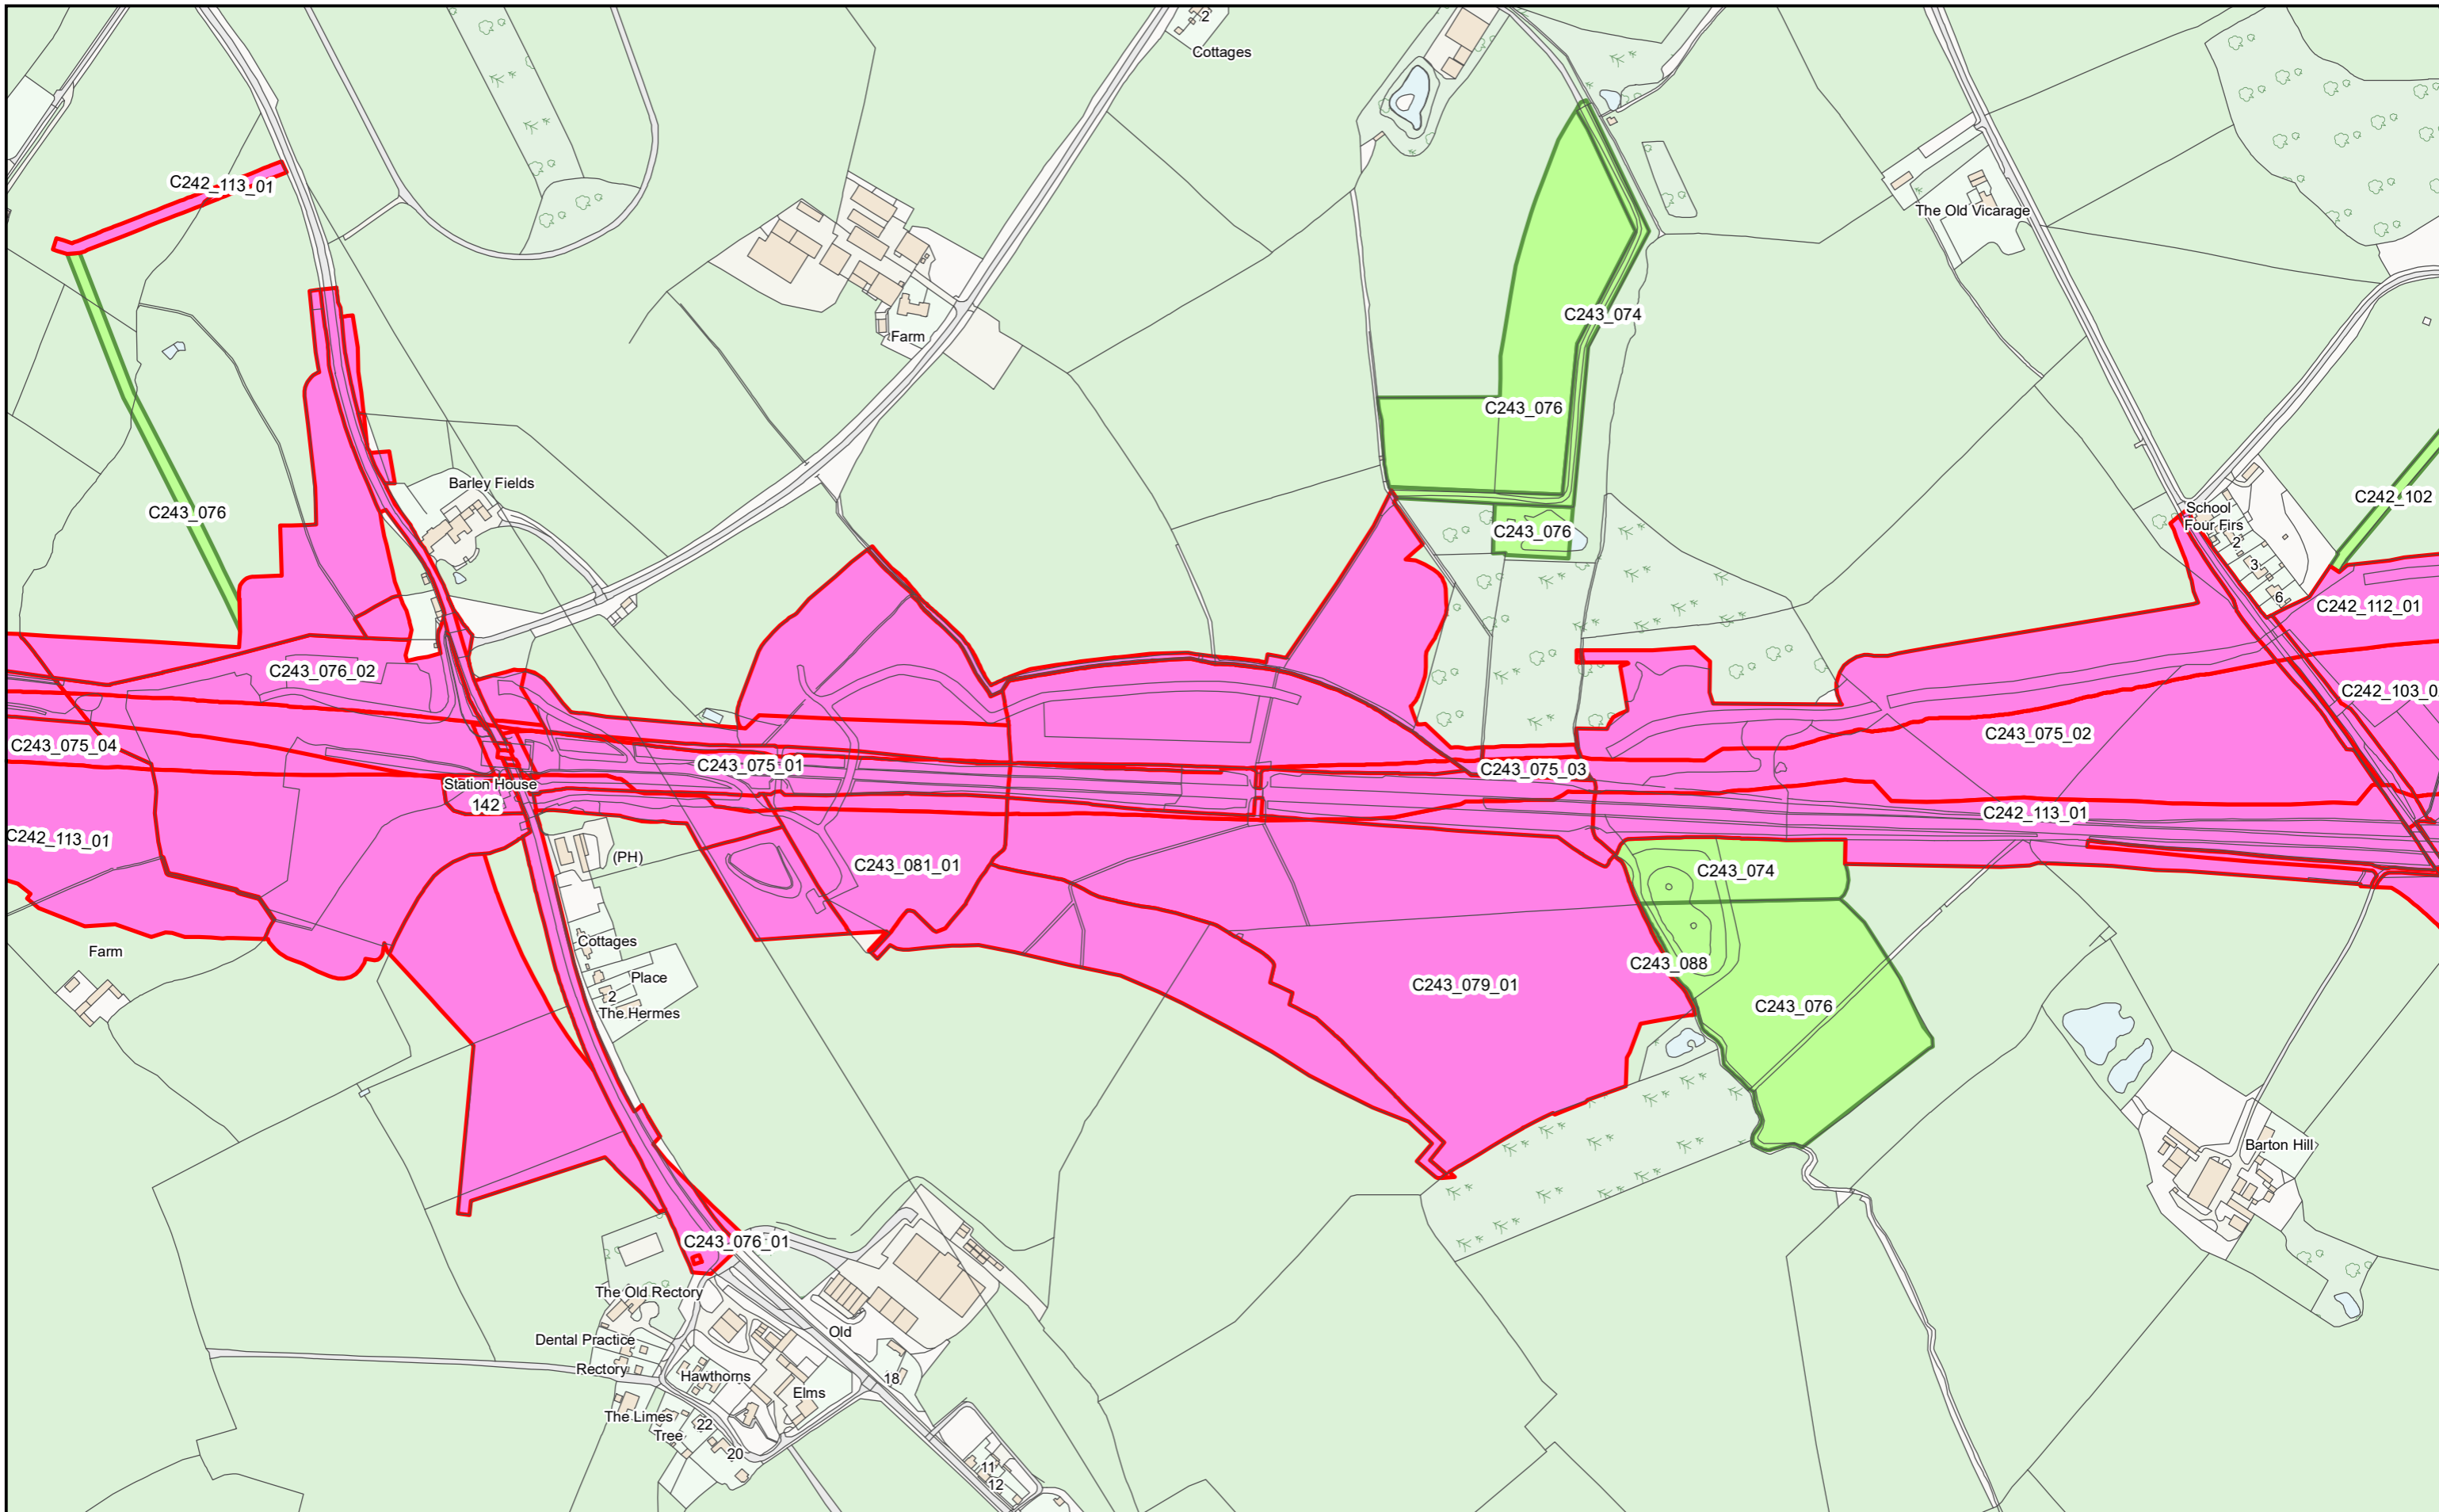 2
Cottages
C242_113_01
The Old Vicarage
C243_074
Farm
C243_076
Barley Fields
C242_102
C243_076
School
C243_076
Four Firs
2
3
6
C242_112_01
C243_076_02
C242_103_0
C243_075_02
C243_075_04
C243_075_01
C243_075_03
Station House
142
C242_113_01
C242_113_01
(PH)
C243_081_01
C243_074
Cottages
Farm
C243_088
Place
C243_079_01
2
C243_076
The Hermes
Barton Hill
C243_076_01
The Old Rectory
Old
Dental Practice
Rectory
Hawthorns
18
Elms
The Limes
22
Tree
20
11
12